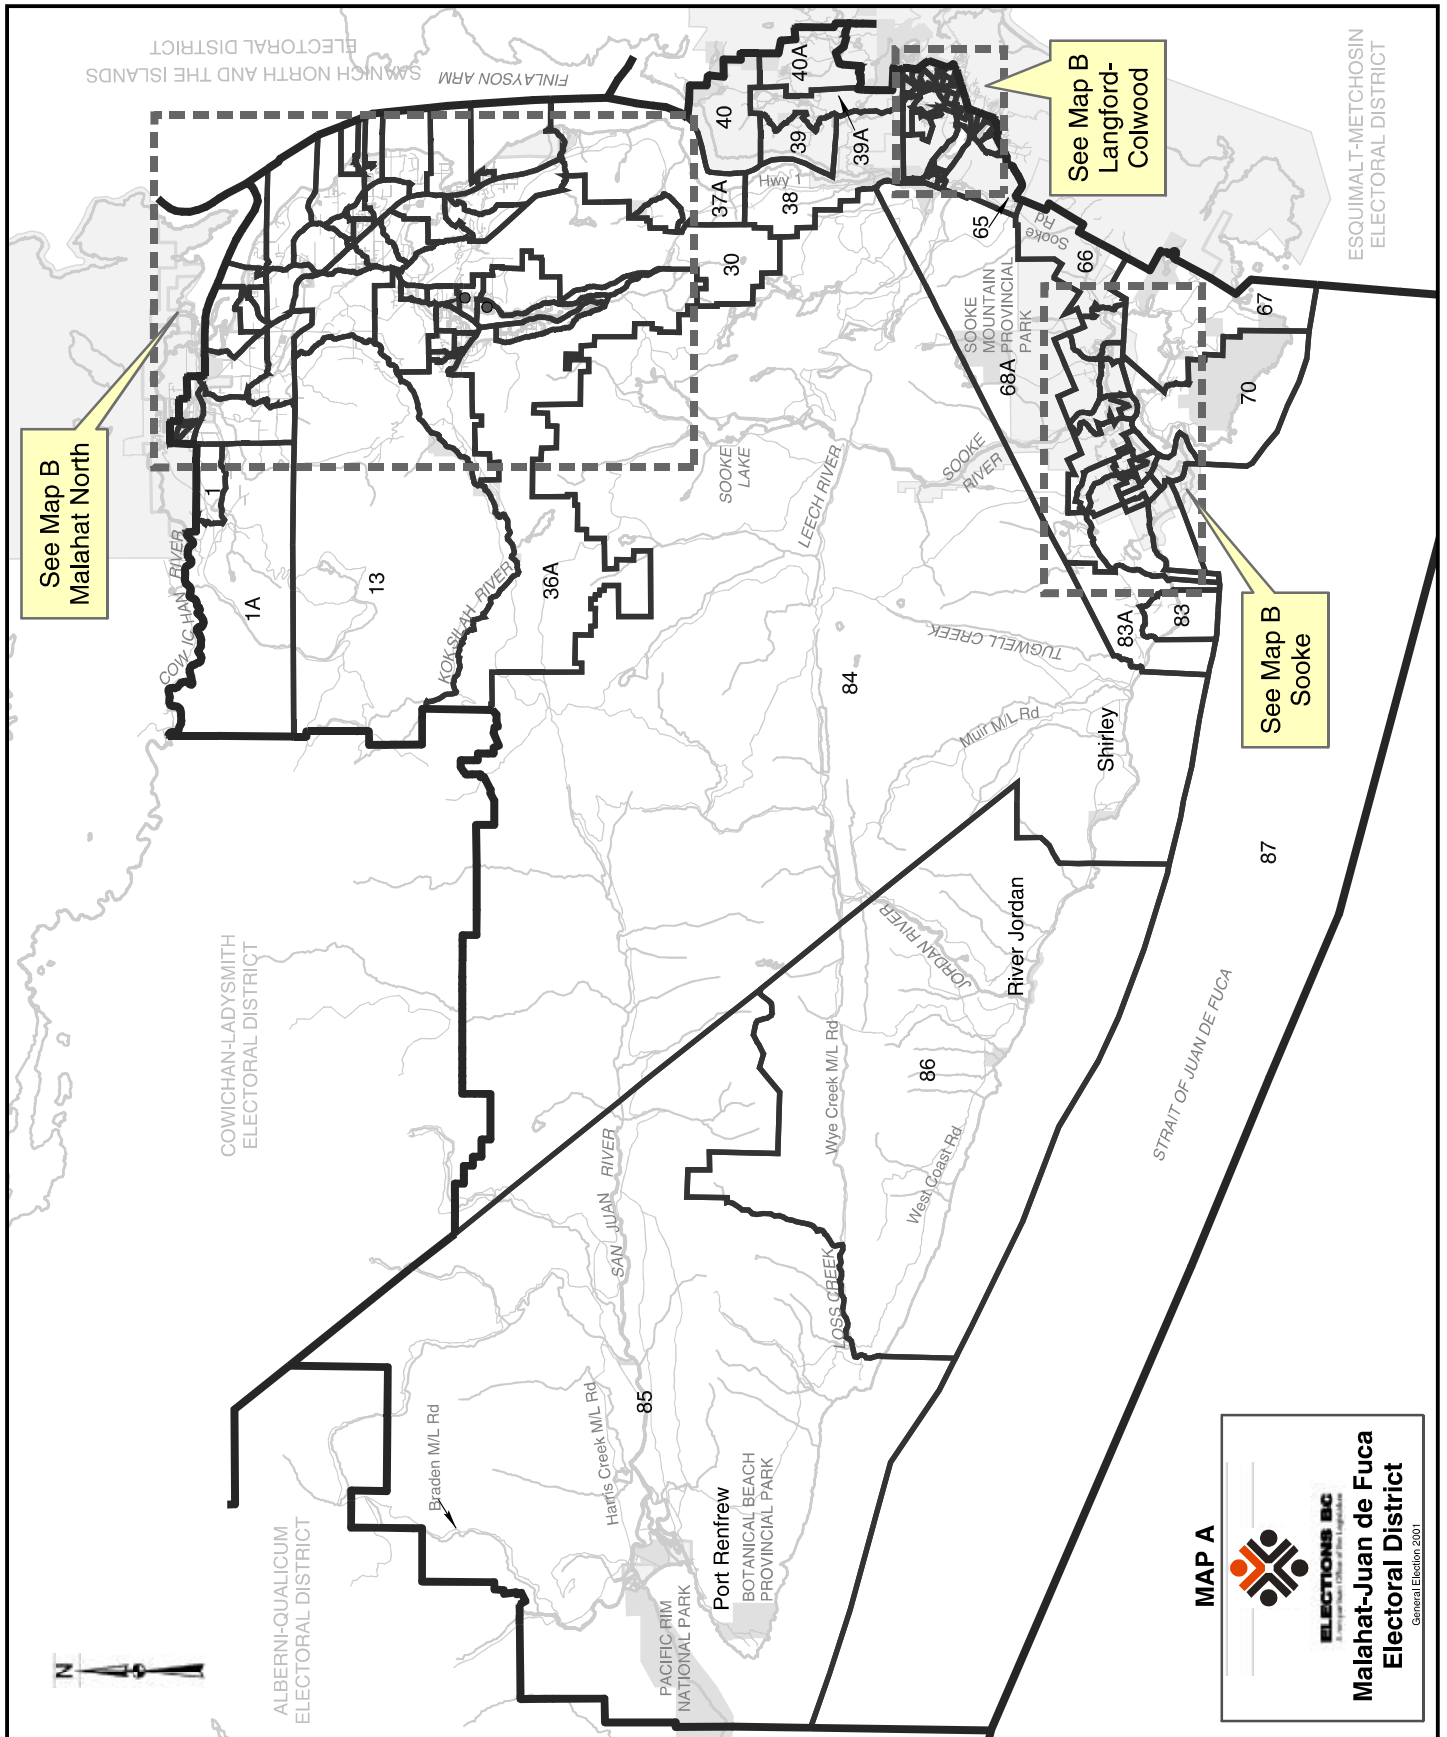 SAANICH NORTH AND THE ISLANDS
ELECTORAL DISTRICT
FINLAYSON ARM
ESQUIMALT-METCHOSIN
ELECTORAL DISTRICT
See Map B
Langford-
Colwood
See Map B
Malahat North
See Map B
Sooke
40
40A
39
39A
37A
38
Hwy 1
30
65
Sooke
Rd
66
67
70
SOOKE
MOUNTAIN
PROVINCIAL
PARK
68A
SOOKE
LAKE
LEECH RIVER
SOOKE
RIVER
COWICHAN RIVER
1
1A
13
KOKSILAH RIVER
36A
83A
83
TUGWELL CREEK
84
Muir M/L Rd
Shirley
87
River Jordan
JORDAN RIVER
COWICHAN-LADYSMITH
ELECTORAL DISTRICT
Wye Creek M/L Rd
86
West Coast Rd
STRAIT OF JUAN DE FUCA
SAN JUAN RIVER
LOSS CREEK
85
Harris Creek M/L Rd
Braden M/L Rd
Port Renfrew
BOTANICAL BEACH
PROVINCIAL PARK
PACIFIC RIM
NATIONAL PARK
ALBERNI-QUALICUM
ELECTORAL DISTRICT
N
MAP A
ELECTIONS BC
A non-partisan Office of the Legislature
Malahat-Juan de Fuca
Electoral District
General Election 2001